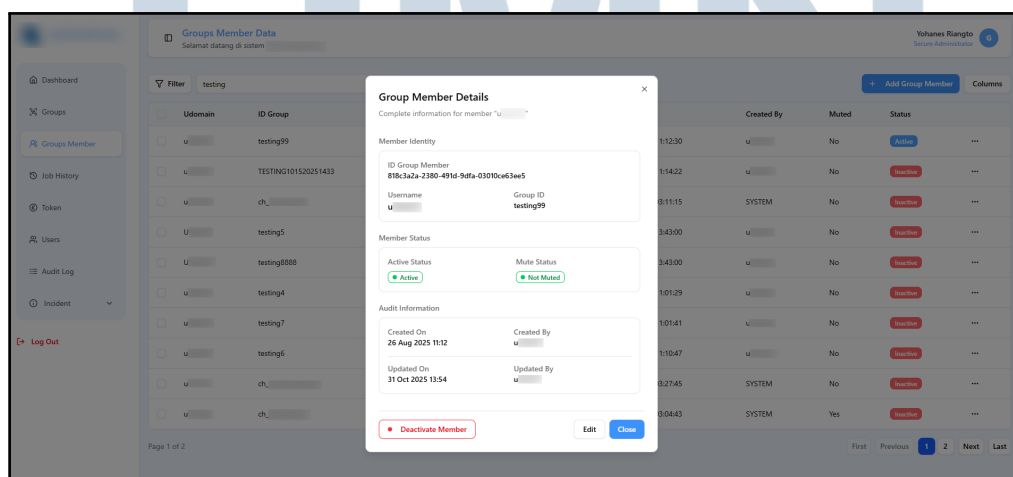 Groups Member Data
Selamat datang di sistem
Yohanes Riangto
Secure Administrator
G
Dashboard
Groups
Groups Member
Job History
Token
Users
Audit Log
Incident
Log Out
Filter testing
+ Add Group Member Columns
Udomain ID Group Created By Muted Status
u testing99 1:12:30 u No Active ...
u TESTING101520251433 1:14:22 u No Inactive ...
u ch_ 03:11:15 SYSTEM No Inactive ...
U testing5 3:43:00 u No Inactive ...
U testing8888 3:43:00 u No Inactive ...
u testing4 1:01:29 u No Inactive ...
u testing7 1:01:41 u No Inactive ...
u testing6 1:10:47 u No Inactive ...
u ch_ 03:27:45 SYSTEM No Inactive ...
u ch_ 03:04:43 SYSTEM Yes Inactive ...
Page 1 of 2
First Previous 1 2 Next Last
Group Member Details
×
Complete information for member "u "
Member Identity
ID Group Member
818c3a2a-2380-491d-9dfa-03010ce63ee5
Username Group ID
u testing99
Member Status
Active Status Mute Status
Active Not Muted
Audit Information
Created On Created By
26 Aug 2025 11:12 u
Updated On Updated By
31 Oct 2025 13:54 u
Deactivate Member Edit Close